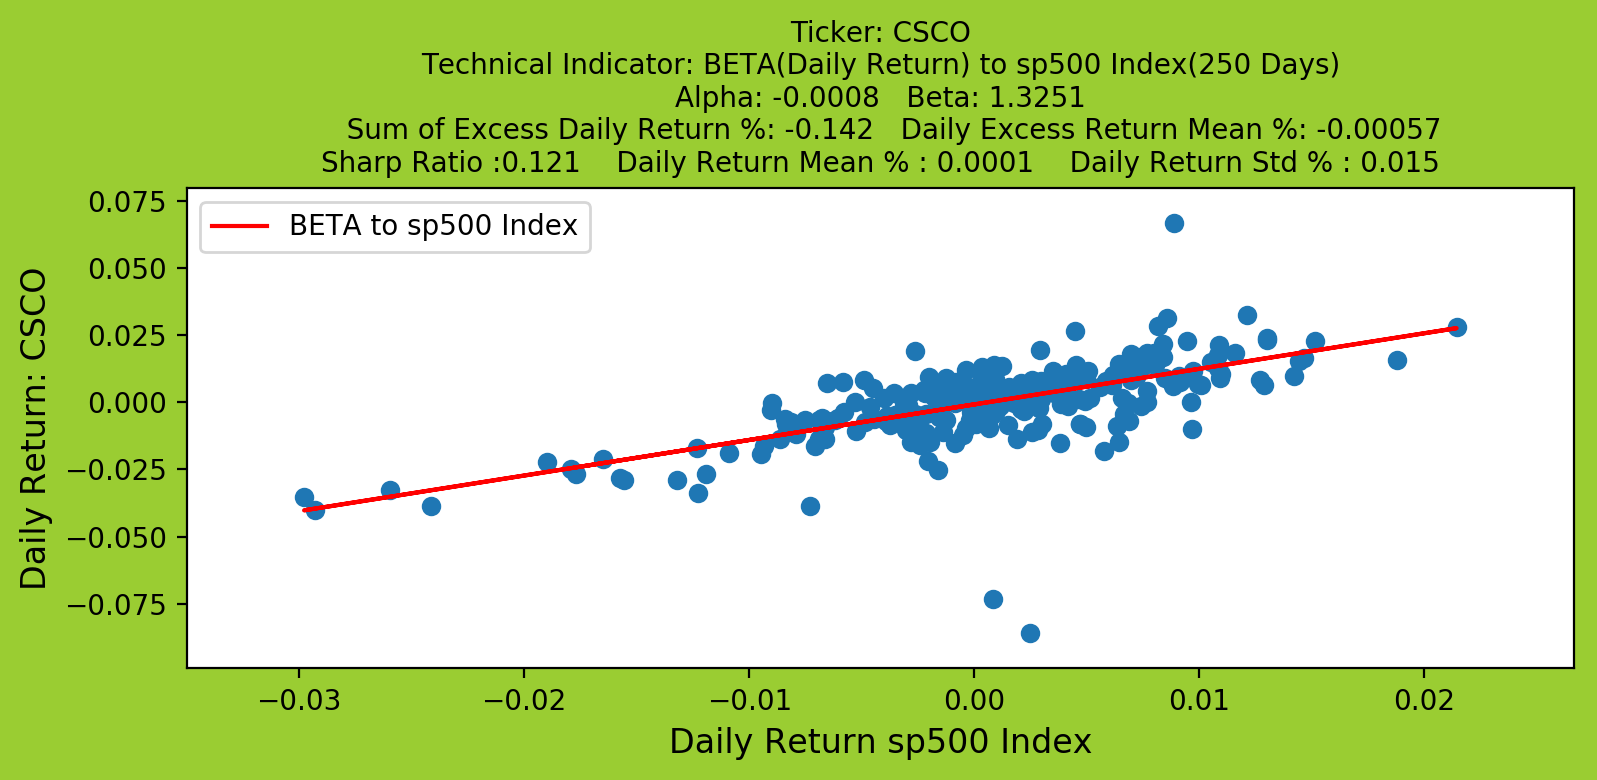 Ticker: CSCO
Technical Indicator: BETA(Daily Return) to sp500 Index(250 Days)
Alpha: -0.0008 Beta: 1.3251
Sum of Excess Daily Return %: -0.142 Daily Excess Return Mean %: -0.00057
Sharp Ratio :0.121 Daily Return Mean % : 0.0001 Daily Return Std % : 0.015
BETA to sp500 Index
Daily Return: CSCO
0.075
0.050
0.025
0.000
−0.025
−0.050
−0.075
−0.03 −0.02 −0.01 0.00 0.01 0.02
Daily Return sp500 Index